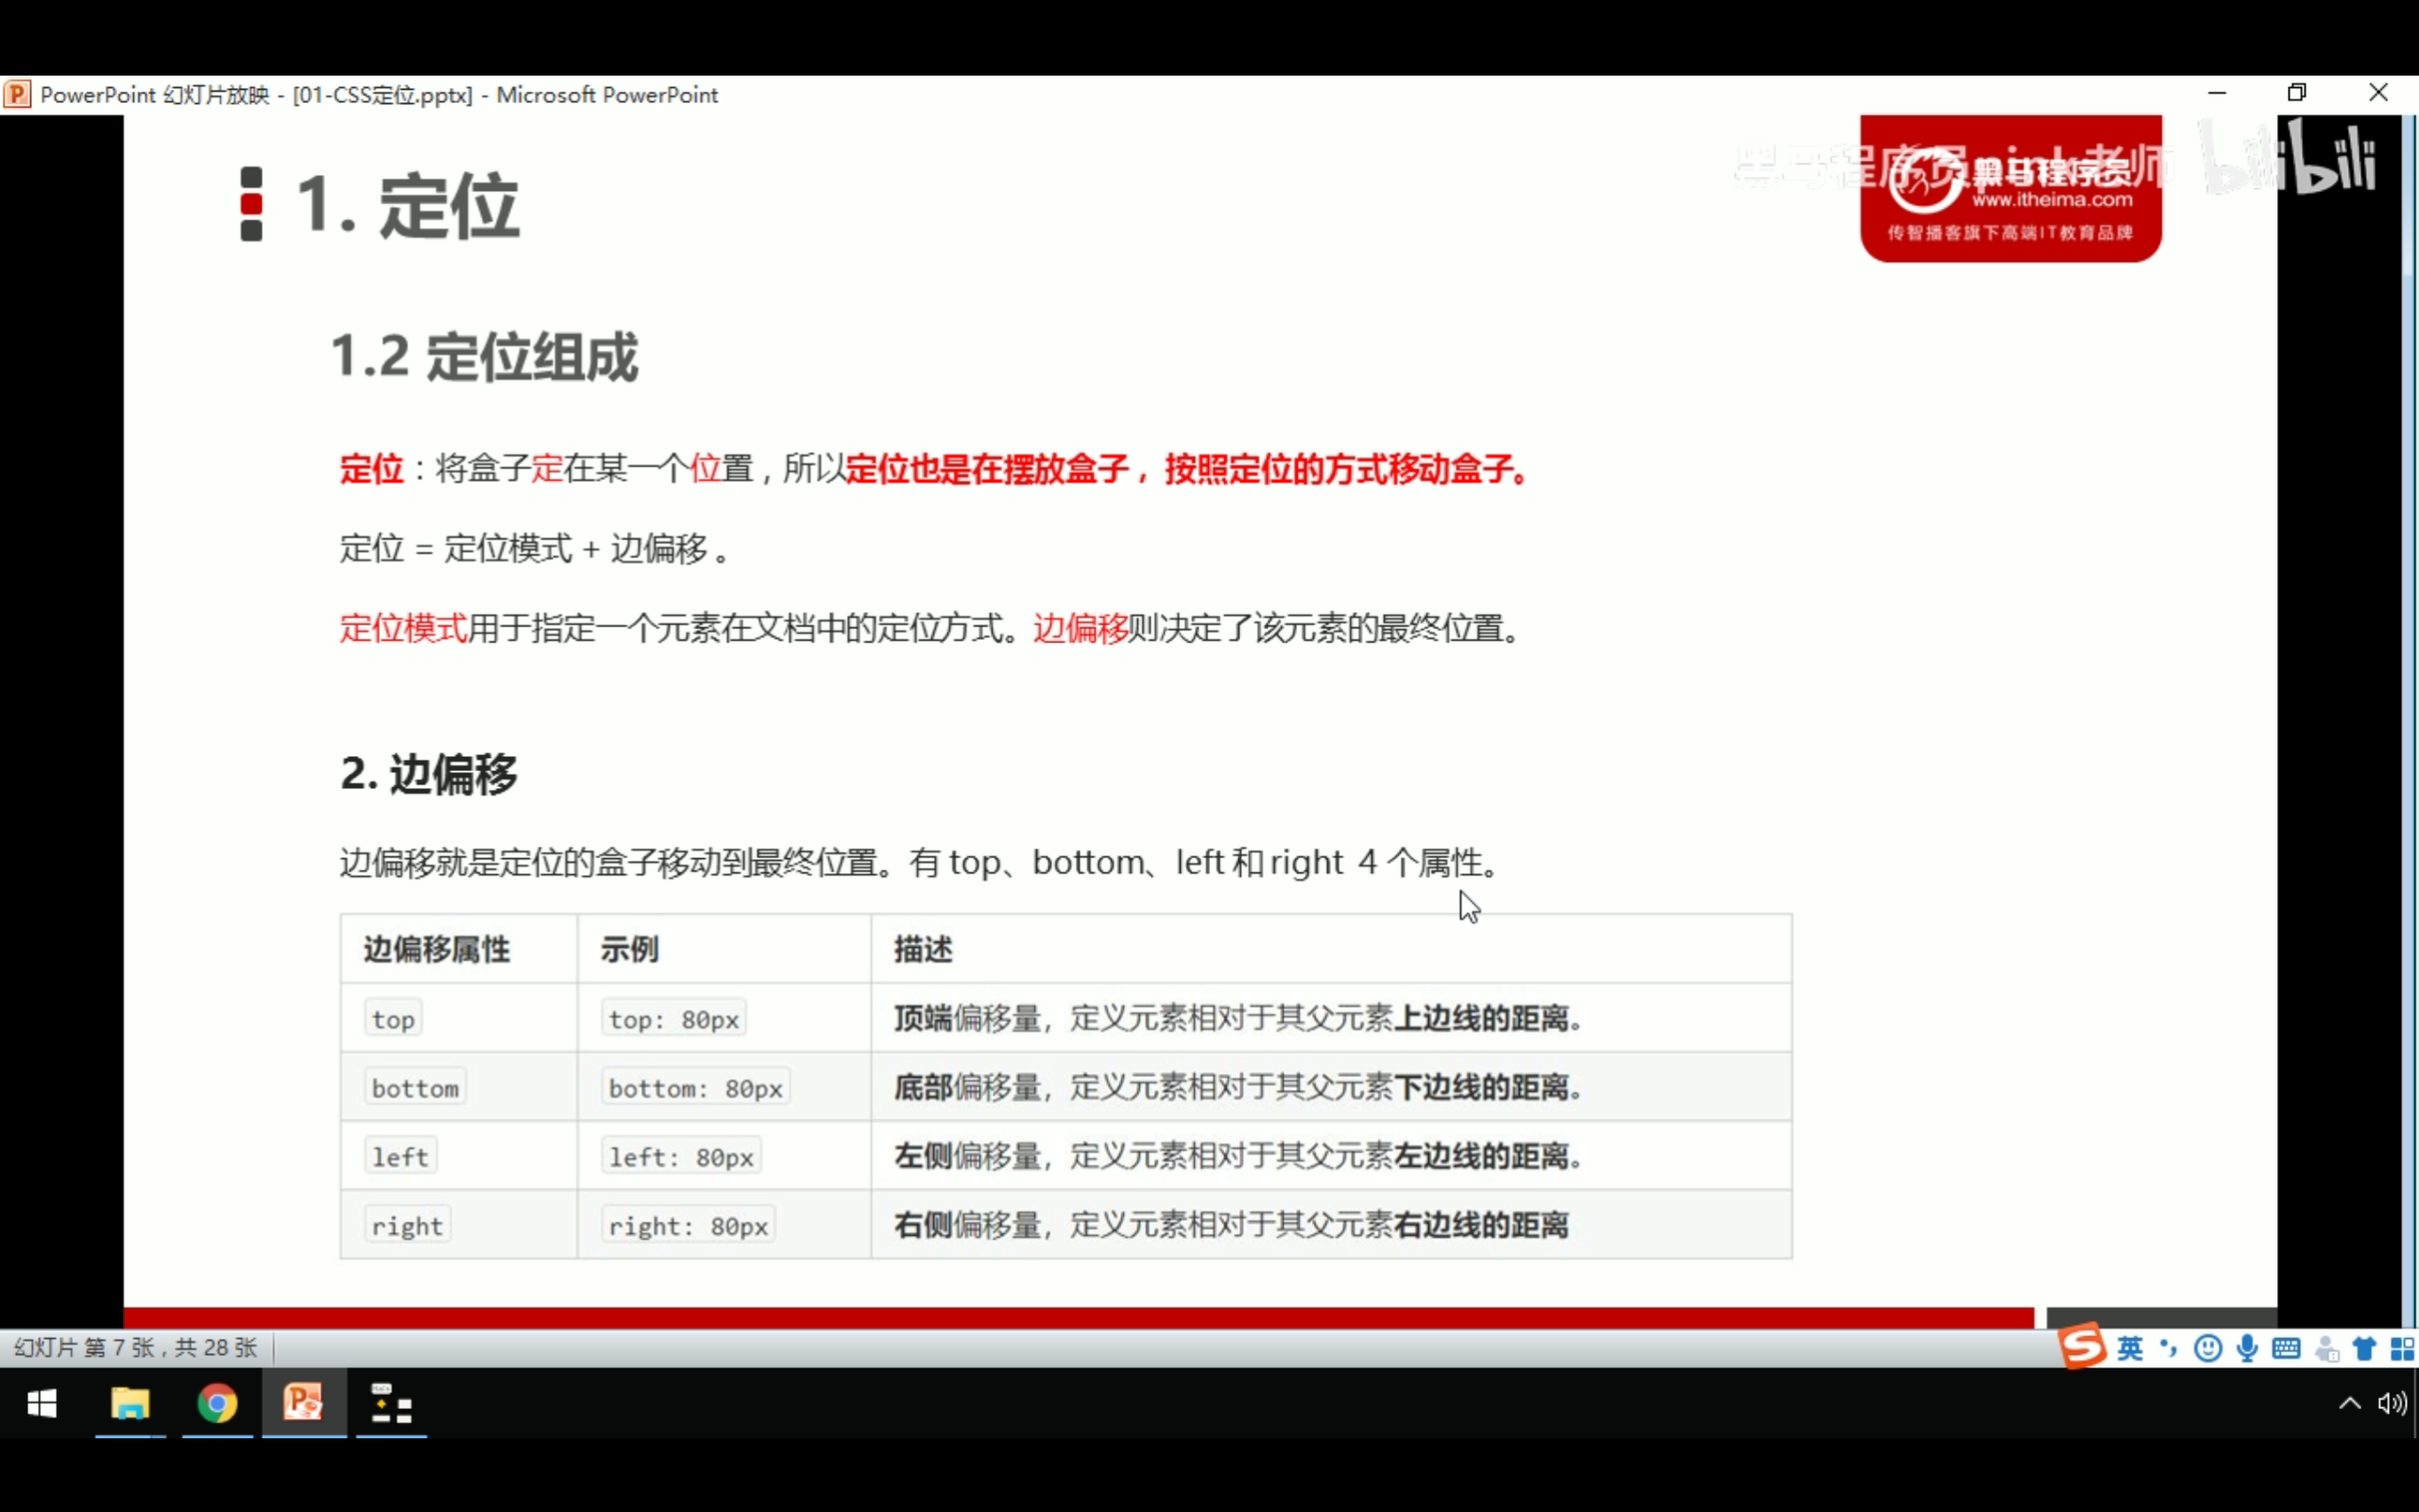 PowerPoint 幻灯片放映 - [01-CSS定位.pptx] - Microsoft PowerPoint
黑马程序员pink老师 bilibili
黑马程序员
www.itheima.com
传智播客旗下高端IT教育品牌
1. 定位
1.2 定位组成
定位：将盒子定在某一个位置，所以定位也是在摆放盒子，按照定位的方式移动盒子。
定位 = 定位模式 + 边偏移 。
定位模式用于指定一个元素在文档中的定位方式。边偏移则决定了该元素的最终位置。
2. 边偏移
边偏移就是定位的盒子移动到最终位置。有 top、bottom、left 和 right 4 个属性。
边偏移属性 示例 描述
top top: 80px 顶端偏移量，定义元素相对于其父元素上边线的距离。
bottom bottom: 80px 底部偏移量，定义元素相对于其父元素下边线的距离。
left left: 80px 左侧偏移量，定义元素相对于其父元素左边线的距离。
right right: 80px 右侧偏移量，定义元素相对于其父元素右边线的距离
幻灯片 第 7 张，共 28 张
英